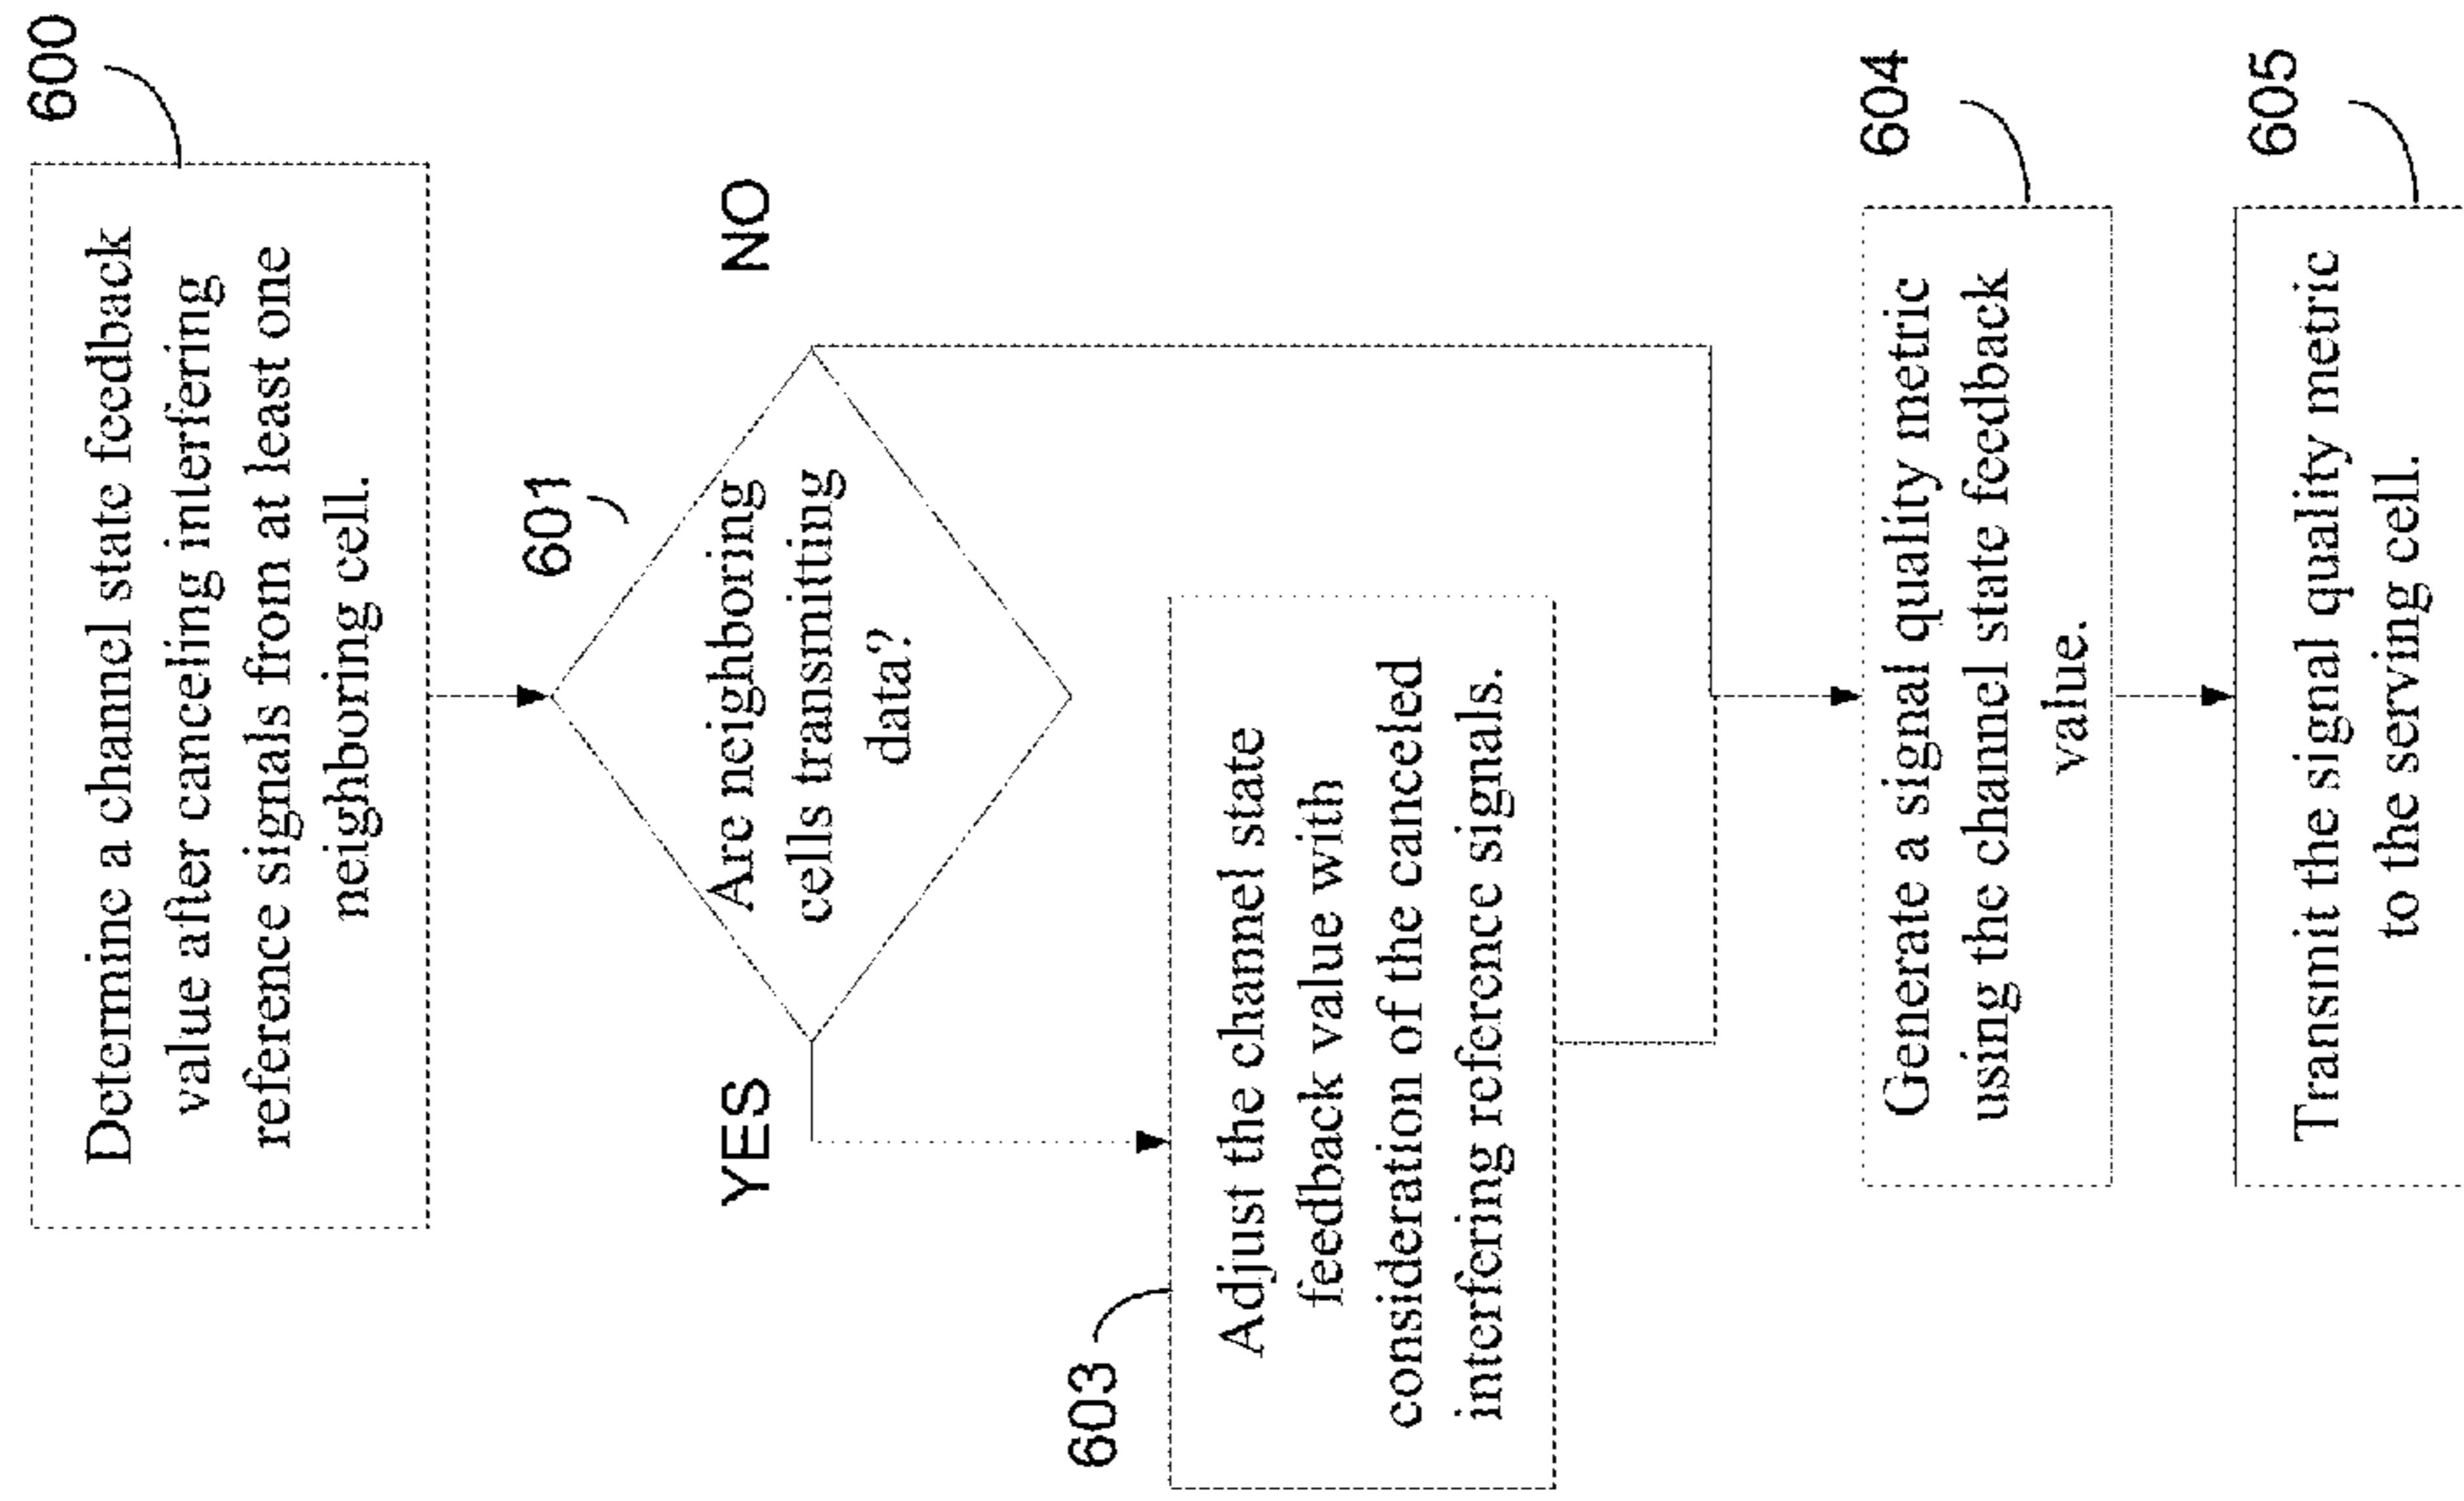 600
Determine a channel state feedback
value after canceling interfering
reference signals from at least one
neighboring cell.
601
Are neighboring
cells transmitting
data?
YES
NO
603
Adjust the channel state
feedback value with
consideration of the canceled
interfering reference signals.
604
Generate a signal quality metric
using the channel state feedback
value.
605
Transmit the signal quality metric
to the serving cell.